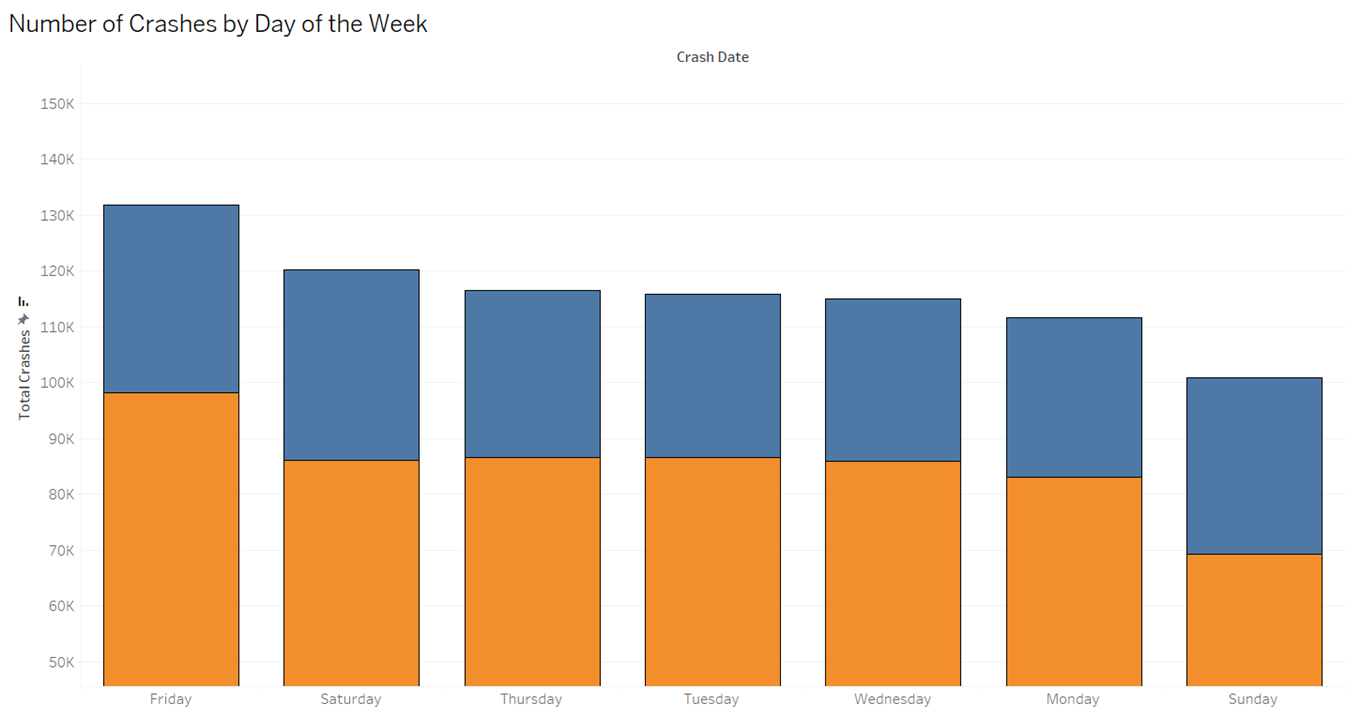 Number of Crashes by Day of the Week
Crash Date
Total Crashes
150K
140K
130K
120K
110K
100K
90K
80K
70K
60K
50K
Friday Saturday Thursday Tuesday Wednesday Monday Sunday